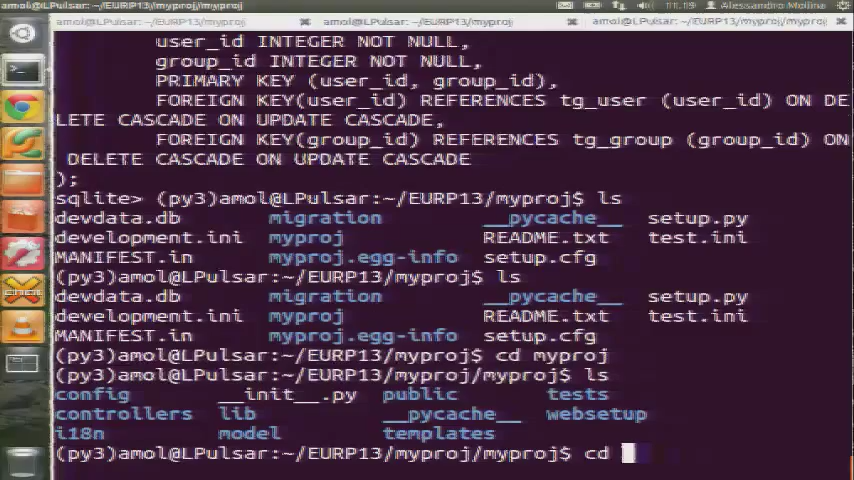 amol@LPulsar: ~/EURP13/myproj/myproj 11:19 Alessandro Molina
amol@LPulsar: ~/EURP13/myproj amol@LPulsar: ~/EURP13/myproj/myproj
user_id INTEGER NOT NULL,
group_id INTEGER NOT NULL,
PRIMARY KEY (user_id, group_id),
FOREIGN KEY(user_id) REFERENCES tg_user (user_id) ON DE
LETE CASCADE ON UPDATE CASCADE,
FOREIGN KEY(group_id) REFERENCES tg_group (group_id) ON
DELETE CASCADE ON UPDATE CASCADE
);
sqlite> (py3)amol@LPulsar:~/EURP13/myproj$ ls
devdata.db migration __pycache__ setup.py
development.ini myproj README.txt test.ini
MANIFEST.in myproj.egg-info setup.cfg
(py3)amol@LPulsar:~/EURP13/myproj$ ls
devdata.db migration __pycache__ setup.py
development.ini myproj README.txt test.ini
MANIFEST.in myproj.egg-info setup.cfg
(py3)amol@LPulsar:~/EURP13/myproj$ cd myproj
(py3)amol@LPulsar:~/EURP13/myproj/myproj$ ls
config __init__.py public tests
controllers lib __pycache__ websetup
i18n model templates
(py3)amol@LPulsar:~/EURP13/myproj/myproj$ cd